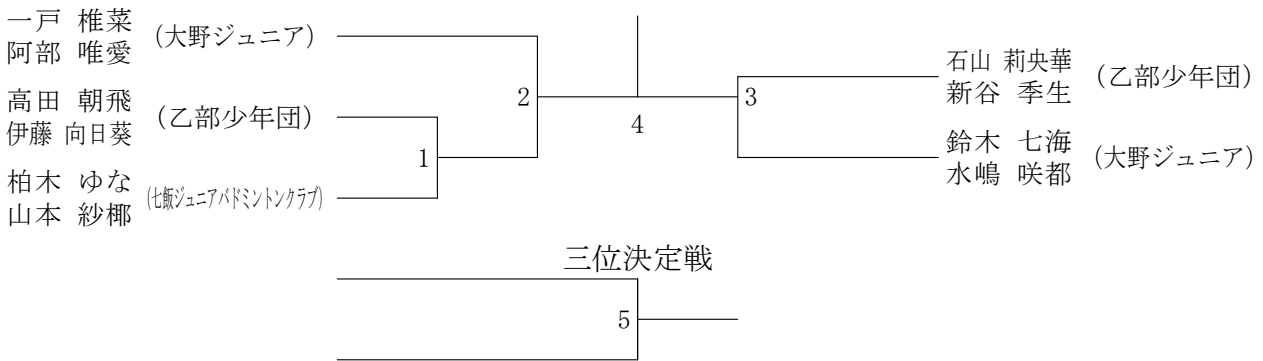 一戸 椎菜
阿部 唯愛
(大野ジュニア)
高田 朝飛
伊藤 向日葵
(乙部少年団)
柏木 ゆな
山本 紗椰
(七飯ジュニアバドミントンクラブ)
1
2
4
3
石山 莉央華
新谷 季生
(乙部少年団)
鈴木 七海
水嶋 咲都
(大野ジュニア)
三位決定戦
5